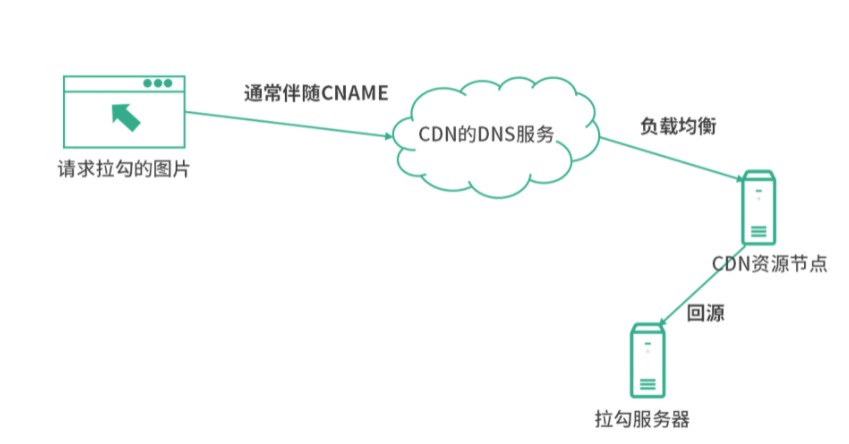 通常伴随CNAME
请求拉勾的图片
CDN的DNS服务
负载均衡
CDN资源节点
回源
拉勾服务器